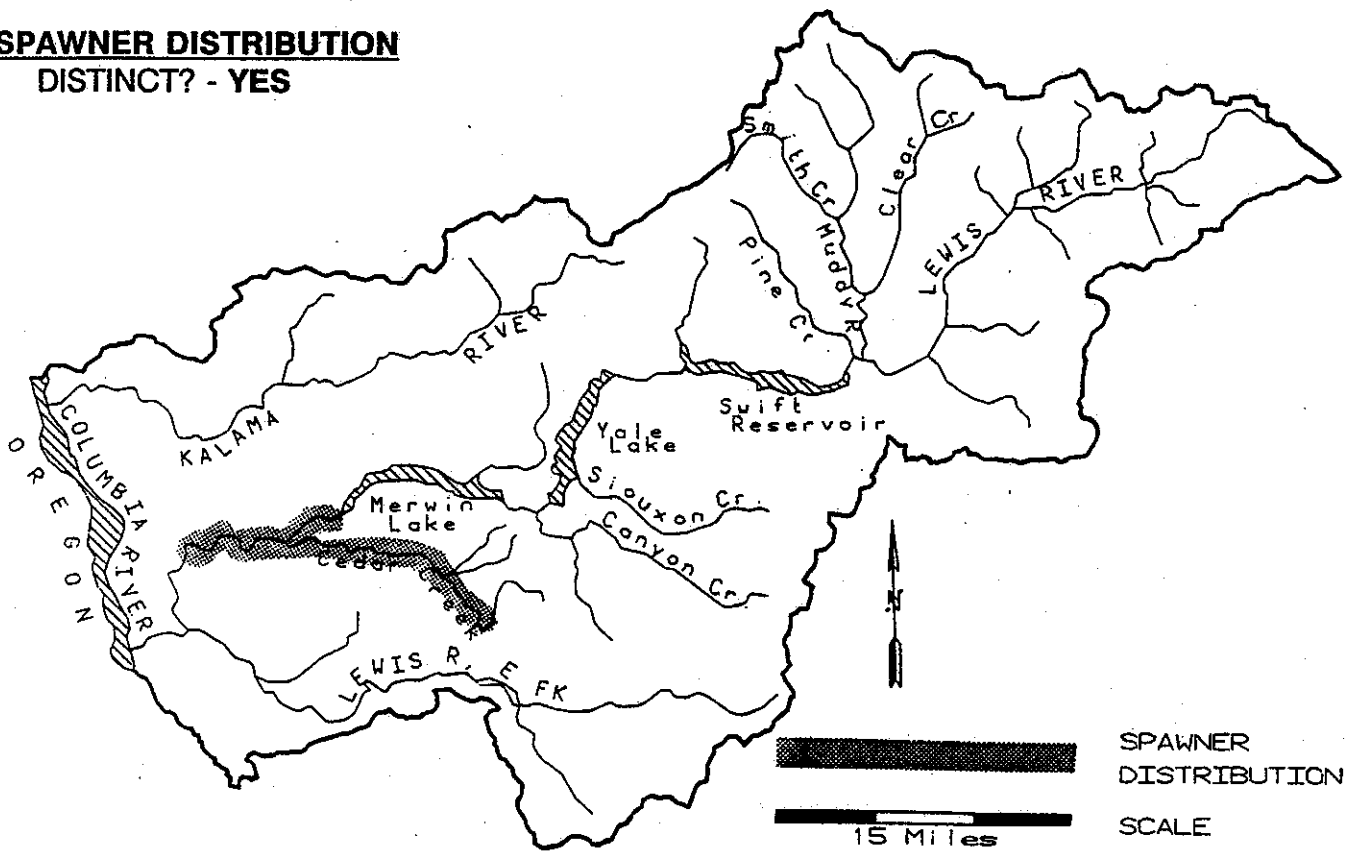 SPAWNER DISTRIBUTION
DISTINCT? - YES
Smith Cr
Clear Cr
Muddy R
Pine Cr
LEWIS RIVER
KALAMA RIVER
COLUMBIA RIVER
OREGON
Swift
Reservoir
Yale
Lake
Siouxon Cr.
Canyon Cr.
Merwin
Lake
Cedar Creek
LEWIS R, E FK
N
SPAWNER
DISTRIBUTION
15 Miles
SCALE